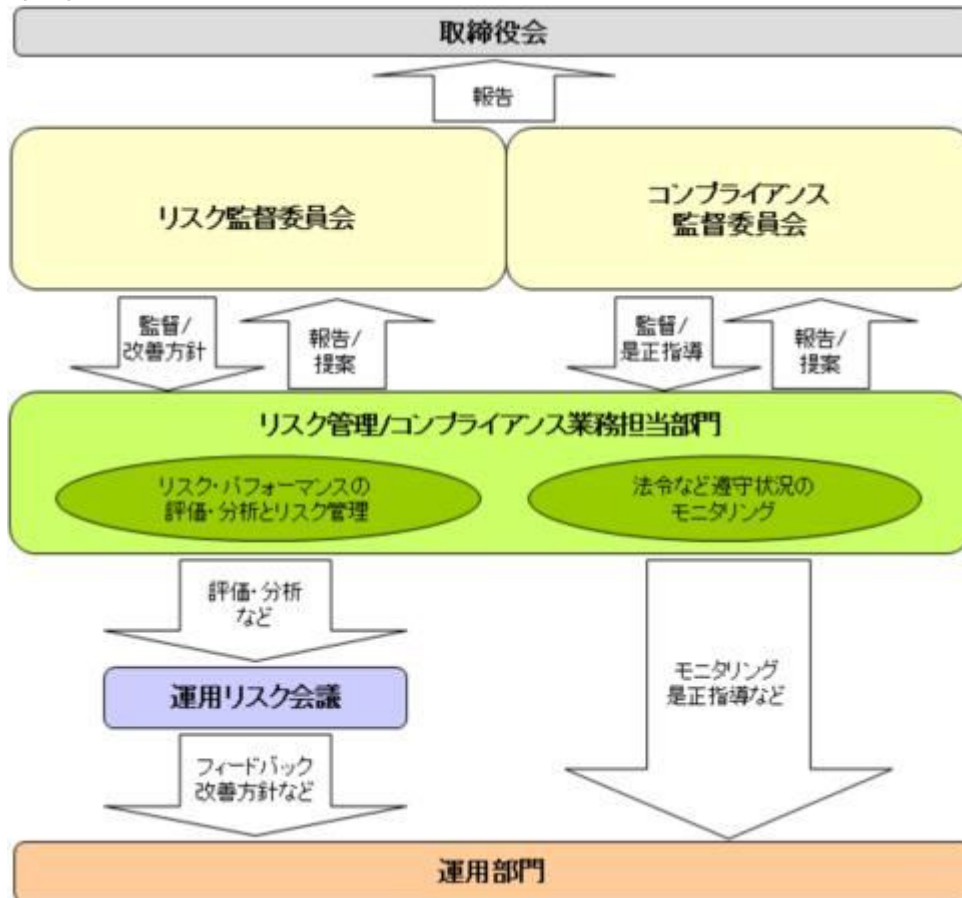 取締役会
報告
リスク監督委員会
コンプライアンス
監督委員会
監督/
改善方針
報告/
提案
監督/
是正指導
報告/
提案
リスク管理/コンプライアンス業務担当部門
リスク・パフォーマンスの
評価・分析とリスク管理
法令など遵守状況の
モニタリング
評価・分析
など
運用リスク会議
モニタリング
是正指導など
フィードバック
改善方針など
運用部門